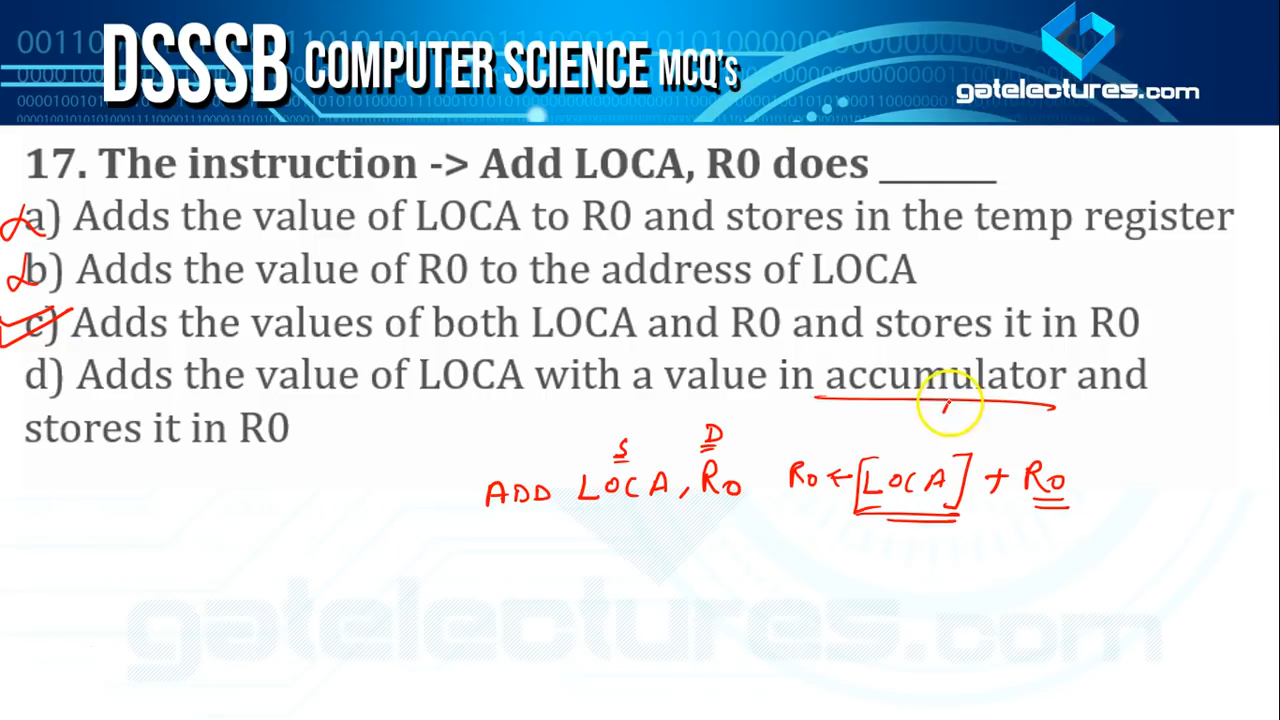 DSSSB COMPUTER SCIENCE MCQ's
gatelectures.com
17. The instruction -> Add LOCA, R0 does ______
a) Adds the value of LOCA to R0 and stores in the temp register
b) Adds the value of R0 to the address of LOCA
c) Adds the values of both LOCA and R0 and stores it in R0
d) Adds the value of LOCA with a value in accumulator and
stores it in R0
S D
ADD LOCA, R0 R0 ← [LOCA] + R0
gatelectures.com